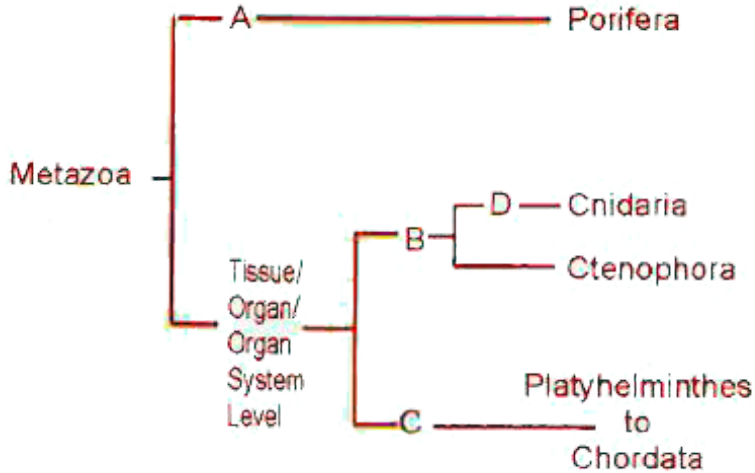 A Porifera
Metazoa
D Cnidaria
B
Ctenophora
Tissue/
Organ/
Organ
System
Level
C
Platyhelminthes
to
Chordata